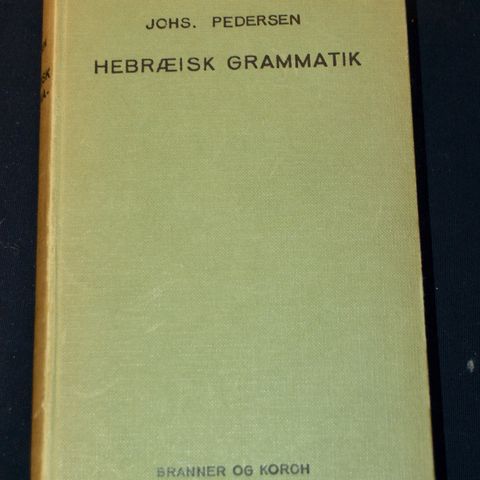 JOHS. PEDERSEN
HEBRÆISK GRAMMATIK
BRANNER OG KORCH